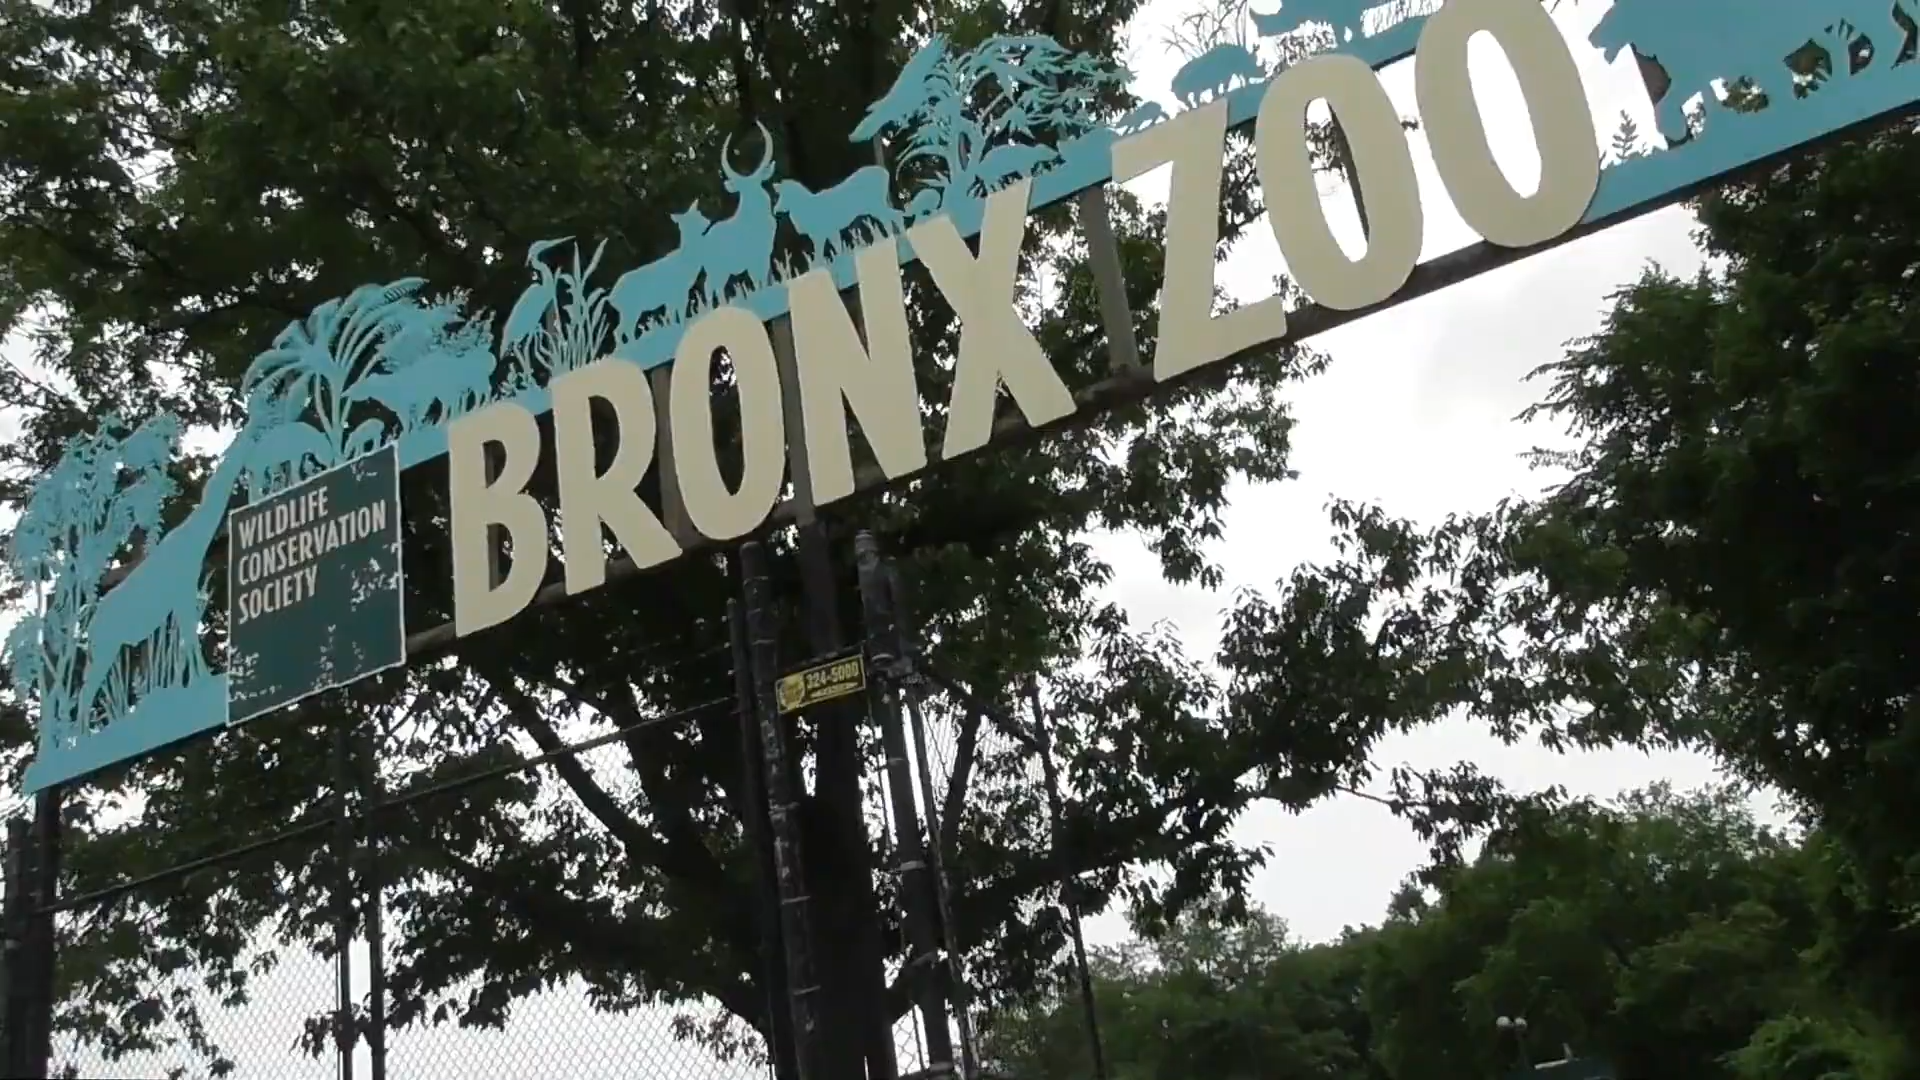 WILDLIFE
CONSERVATION
SOCIETY
BRONX ZOO
324-5000